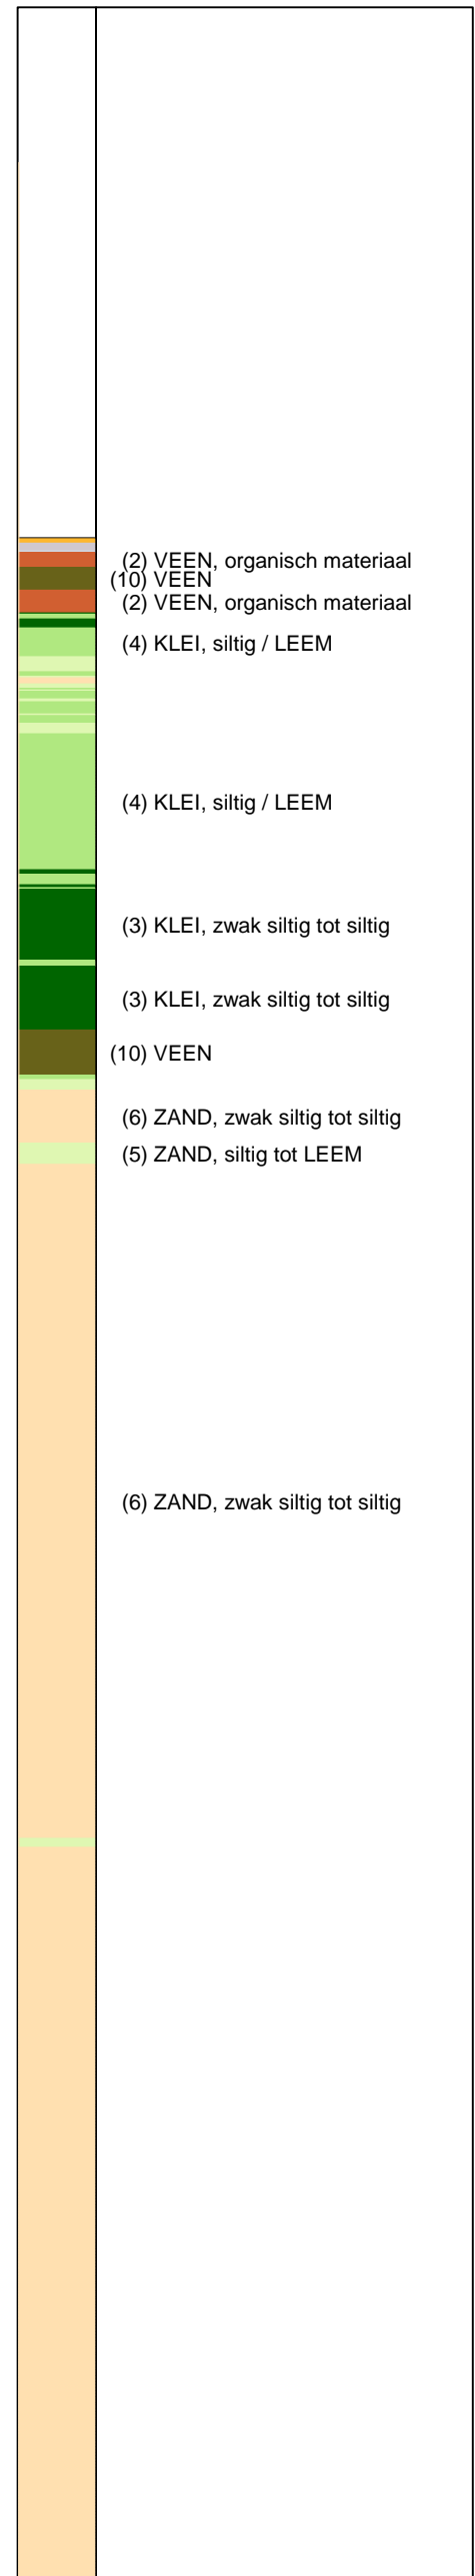 (2) VEEN, organisch materiaal
(10) VEEN
(2) VEEN, organisch materiaal
(4) KLEI, siltig / LEEM
(4) KLEI, siltig / LEEM
(3) KLEI, zwak siltig tot siltig
(3) KLEI, zwak siltig tot siltig
(10) VEEN
(6) ZAND, zwak siltig tot siltig
(5) ZAND, siltig tot LEEM
(6) ZAND, zwak siltig tot siltig